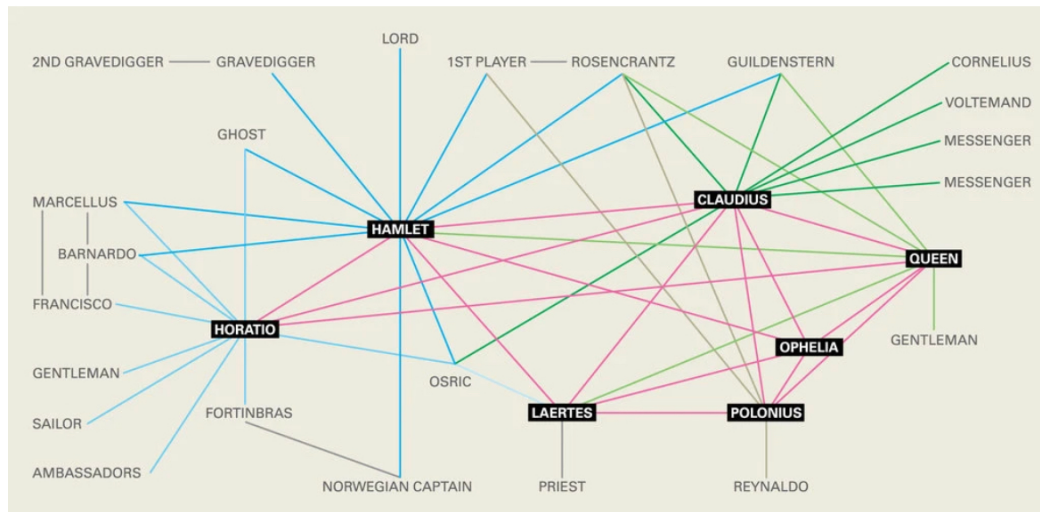 LORD
2ND GRAVEDIGGER GRAVEDIGGER 1ST PLAYER ROSENCRANTZ GUILDENSTERN CORNELIUS
VOLTEMAND
GHOST MESSENGER
MESSENGER
MARCELLUS CLAUDIUS
HAMLET
BARNARDO QUEEN
FRANCISCO
HORATIO
GENTLEMAN
OPHELIA
GENTLEMAN
OSRIC
FORTINBRAS LAERTES POLONIUS
SAILOR
AMBASSADORS
NORWEGIAN CAPTAIN PRIEST REYNALDO